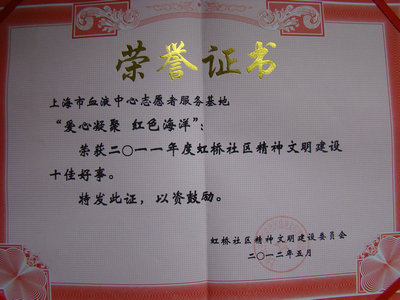 荣誉证书
上海市血液中心志愿者服务基地
“爱心凝聚 红色海洋”：
荣获二〇一一年度虹桥社区精神文明建设
十佳好事。
特发此证，以资鼓励。
虹桥社区精神文明建设委员会
二〇一二年五月